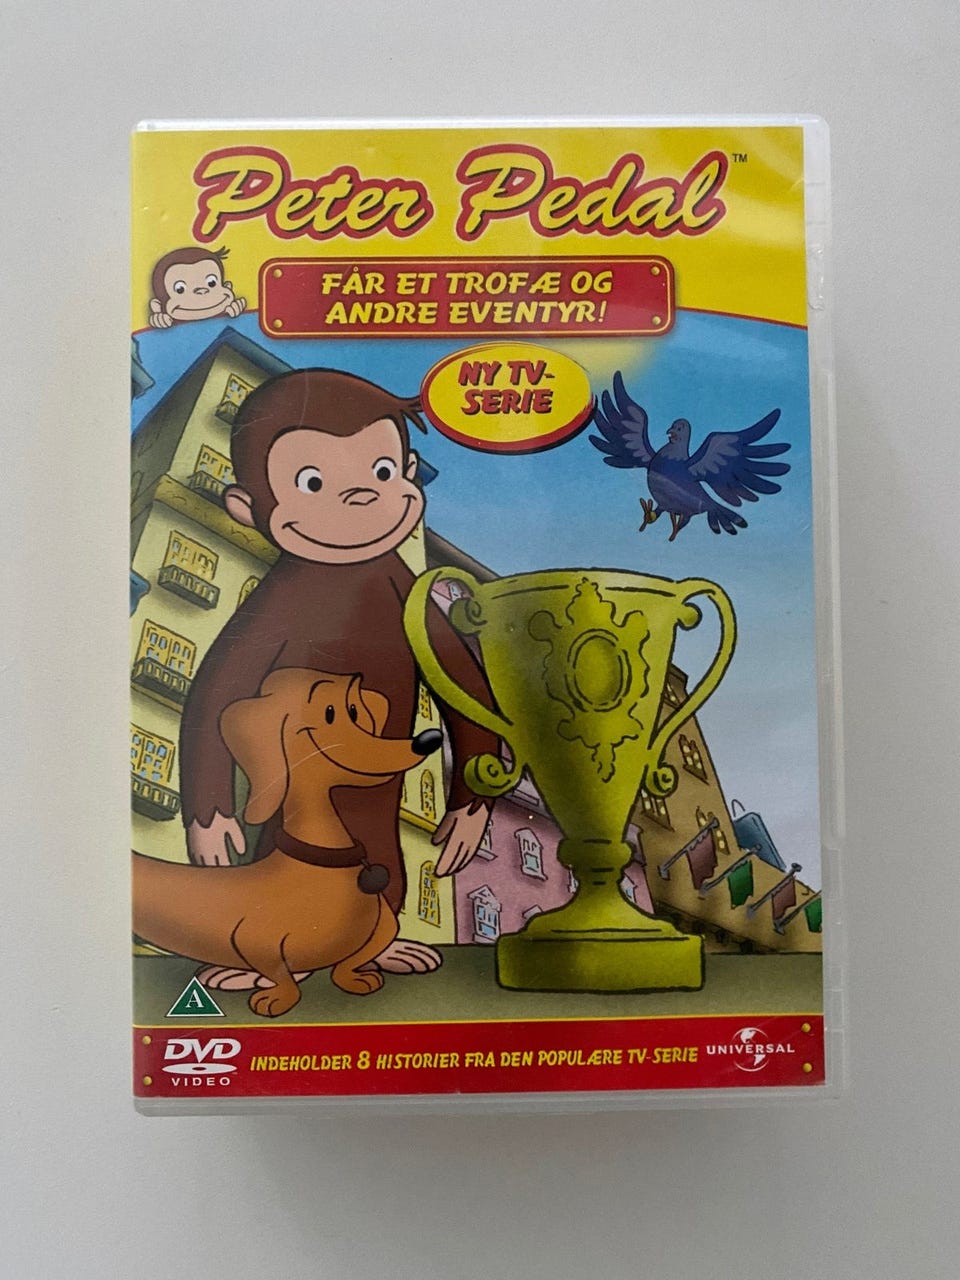 Peter Pedal™
FÅR ET TROFÆ OG
ANDRE EVENTYR!
NY TV-
SERIE
A
DVD
VIDEO
INDEHOLDER 8 HISTORIER FRA DEN POPULÆRE TV-SERIE
UNIVERSAL